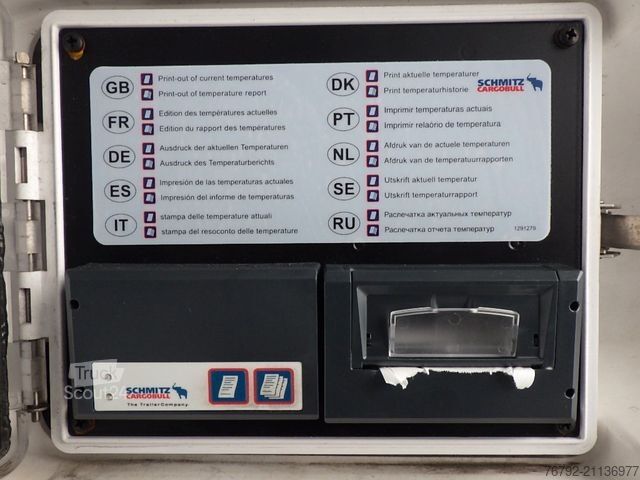 GB
Print-out of current temperatures
Print-out of temperature report
FR
Edition des températures actuelles
Edition du rapport des temperatures
DE
Ausdruck der aktuellen Temperaturen
Ausdruck des Temperaturberichts
ES
Impresión de las temperaturas actuales
Impresión del informe de temperaturas
IT
stampa delle temperature attuali
stampa del resoconto delle temperature
DK
Print aktuelle temperaturer
Print temperaturhistorie
SCHMITZ
CARGOBULL
PT
Imprimir temperaturas actuais
Imprimir relaório de temperatura
NL
Afdruk van de actuele temperaturen
Afdruk van de temperatuurrapporten
SE
Utskrift aktuell temperatur
Utskrift temperaturrapport
RU
Распечатка актуальных температур
Распечатка отчета температур
1291279
Truck
Scout24
SCHMITZ
CARGOBULL
The TrailerCompany.
76792-21136977